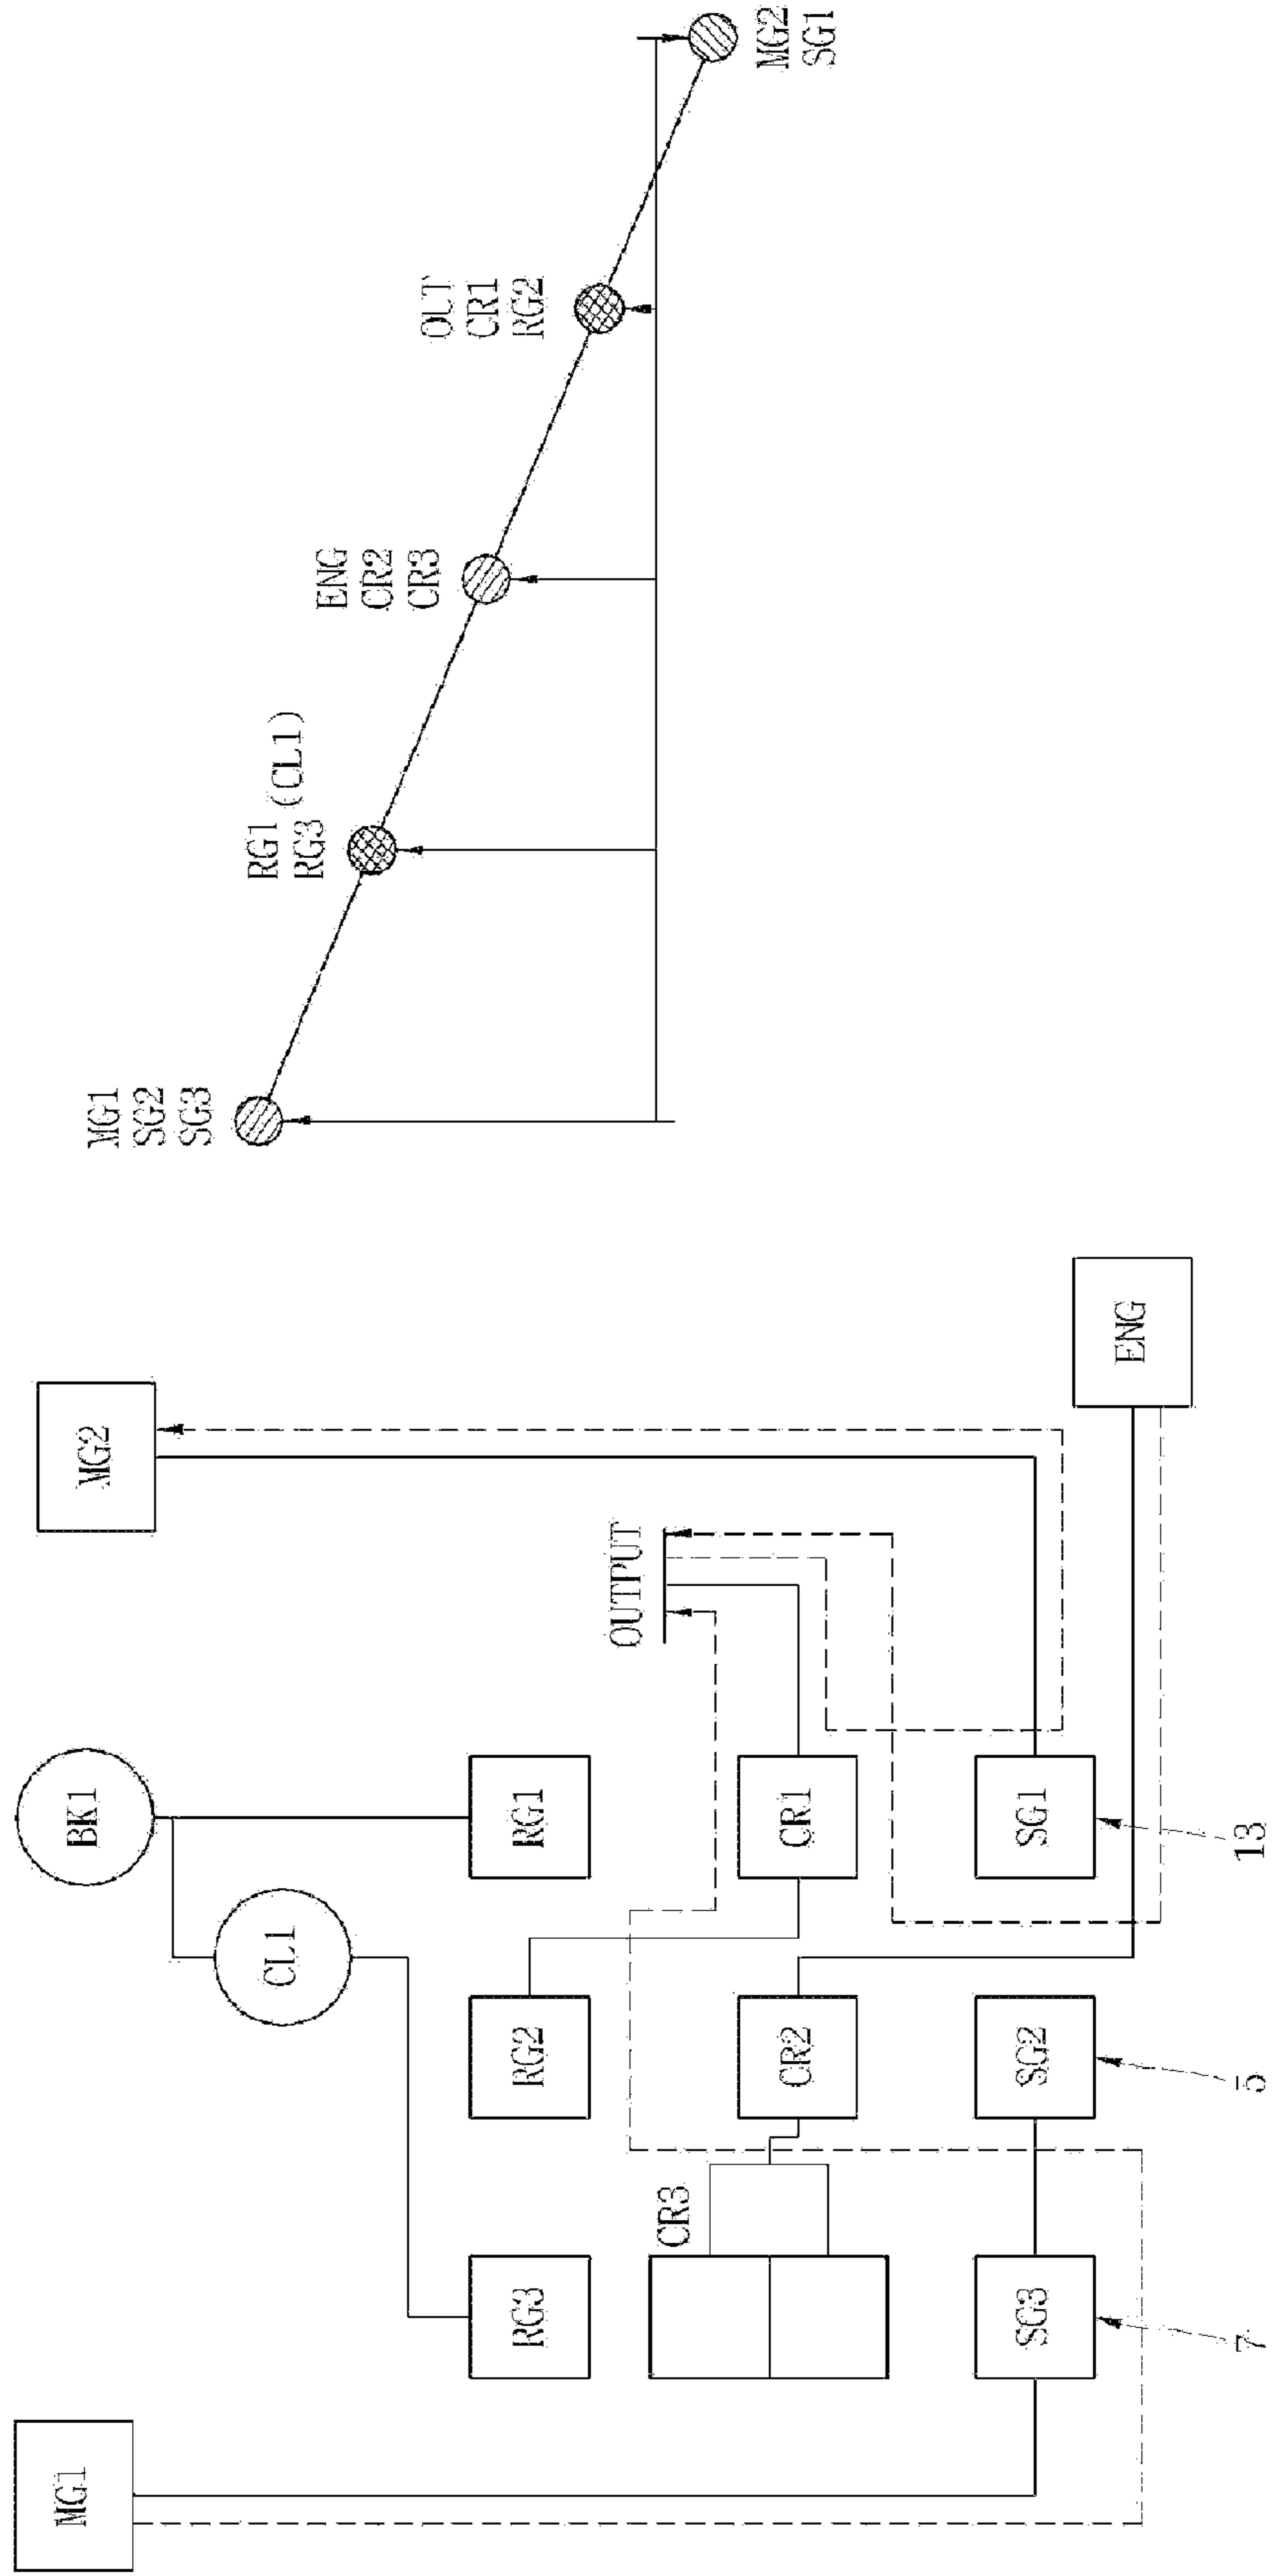 MG1
BK1
MG2
CL1
RG3
RG2
RG1
OUTPUT
CR3
CR2
CR1
SG3
SG2
SG1
ENG
7
5
13
MG1
SG2
SG3
RG1 (CL1)
RG3
ENG
CR2
CR3
OUT
CR1
RG2
MG2
SG1